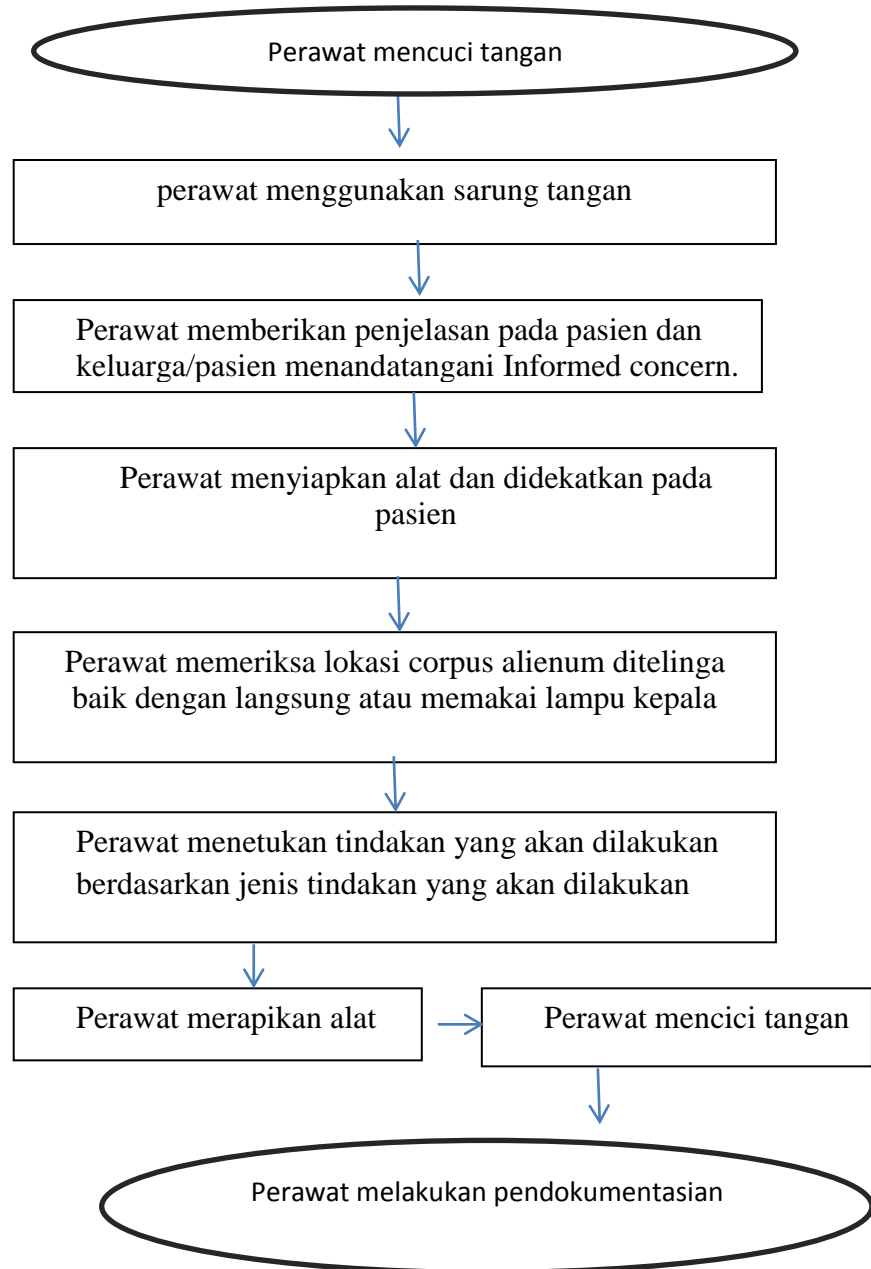 Perawat mencuci tangan
perawat menggunakan sarung tangan
Perawat memberikan penjelasan pada pasien dan
keluarga/pasien menandatangani Informed concern.
Perawat menyiapkan alat dan didekatkan pada
pasien
Perawat memeriksa lokasi corpus alienum ditelinga
baik dengan langsung atau memakai lampu kepala
Perawat menetukan tindakan yang akan dilakukan
berdasarkan jenis tindakan yang akan dilakukan
Perawat merapikan alat
Perawat mencici tangan
Perawat melakukan pendokumentasian